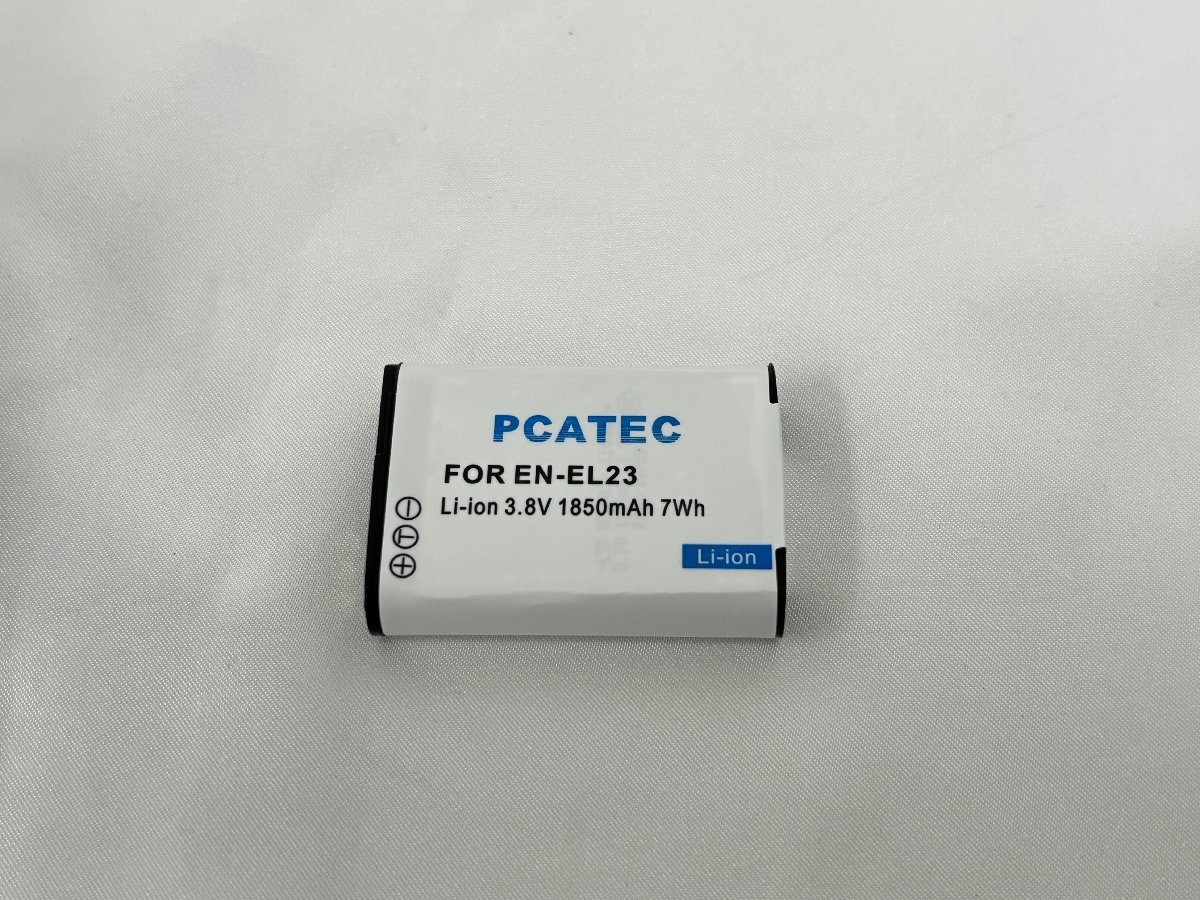 PCATEC
FOR EN-EL23
Li-ion 3.8V 1850mAh 7Wh
Li-ion
T